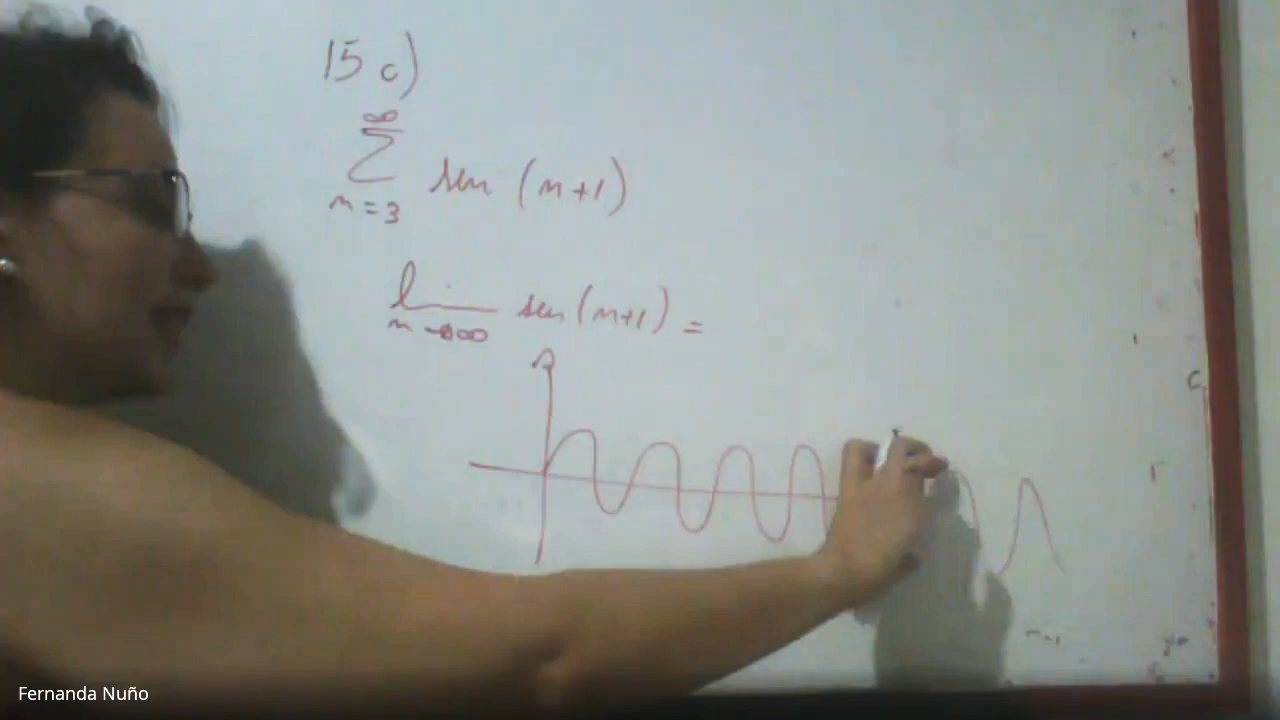 15 c)
∞
Σ sen (n+1)
n=3
lim sen (n+1) =
n→∞
Fernanda Nuño